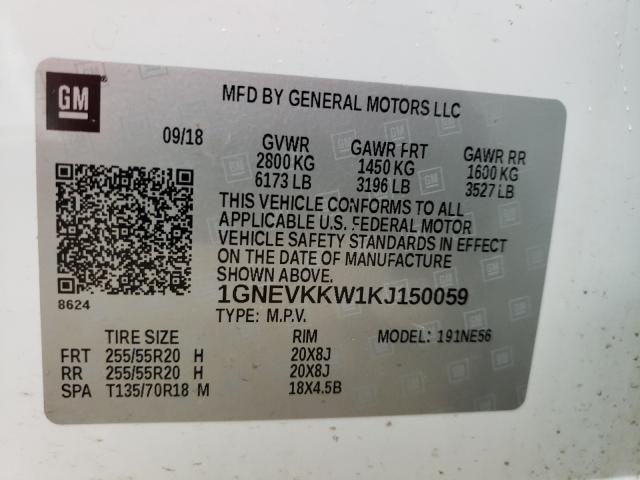 GM
MFD BY GENERAL MOTORS LLC
09/18 GVWR GAWR FRT GAWR RR
2800 KG 1450 KG 1600 KG
6173 LB 3196 LB 3527 LB
THIS VEHICLE CONFORMS TO ALL
APPLICABLE U.S. FEDERAL MOTOR
VEHICLE SAFETY STANDARDS IN EFFECT
ON THE DATE OF MANUFACTURE
SHOWN ABOVE.
8624
1GNEVKKW1KJ150059
TYPE: M.P.V.
TIRE SIZE RIM MODEL: 191NE56
FRT 255/55R20 H 20X8J
RR 255/55R20 H 20X8J
SPA T135/70R18 M 18X4.5B